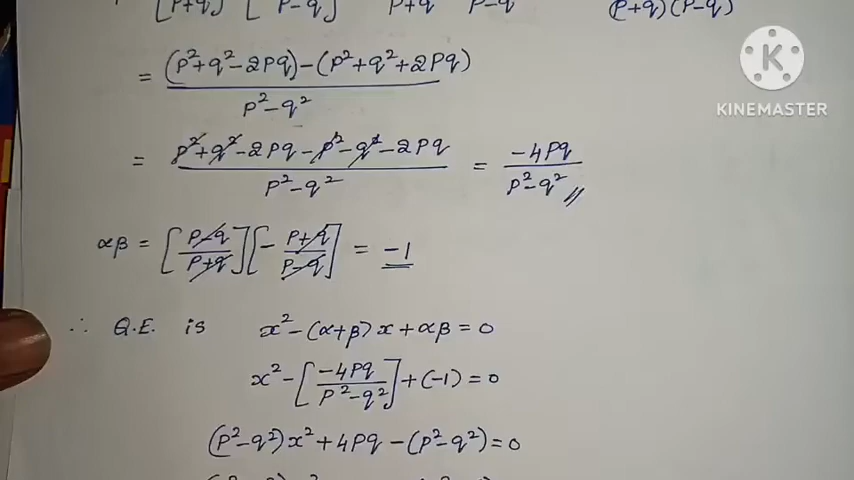 [P+q] [P-q] P+q P-q (P+q)(P-q)
= (P²+q²-2Pq)-(P²+q²+2Pq) / P²-q²
KINEMASTER
= P²+q²-2Pq-P²-q²-2Pq / P²-q² = -4Pq / P²-q² //
αβ = [P-q / P+q] [- P+q / P-q] = -1
∴ Q.E. is x²-(α+β)x+αβ=0
x²-[-4Pq / P²-q²]+(-1)=0
(P²-q²)x²+4Pq-(P²-q²)=0